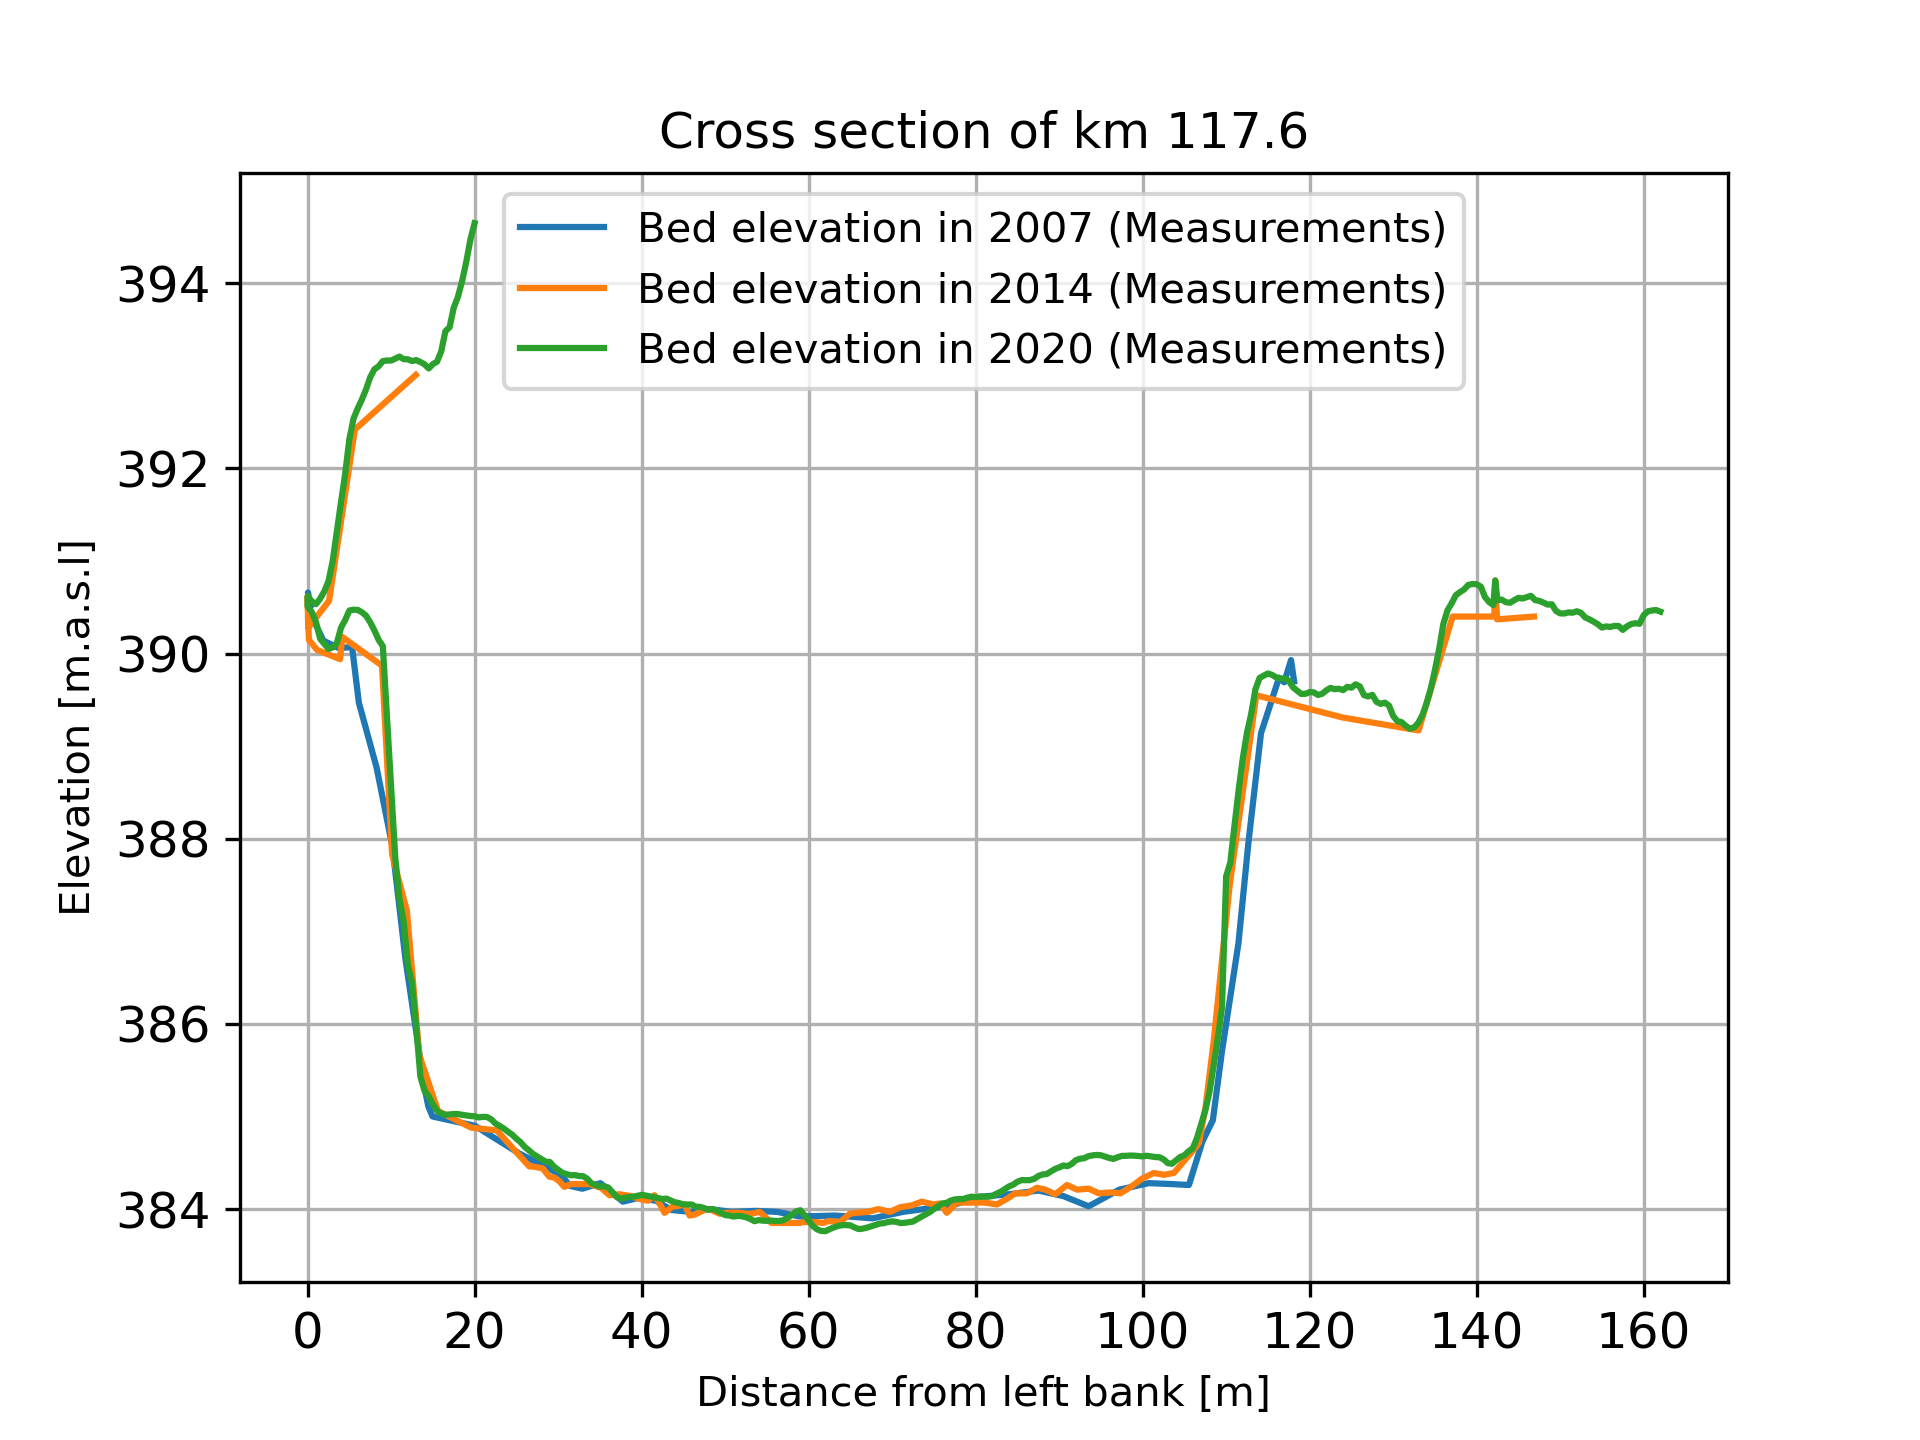 Cross section of km 117.6
Bed elevation in 2007 (Measurements)
Bed elevation in 2014 (Measurements)
Bed elevation in 2020 (Measurements)
Elevation [m.a.s.l]
394
392
390
388
386
384
0 20 40 60 80 100 120 140 160
Distance from left bank [m]